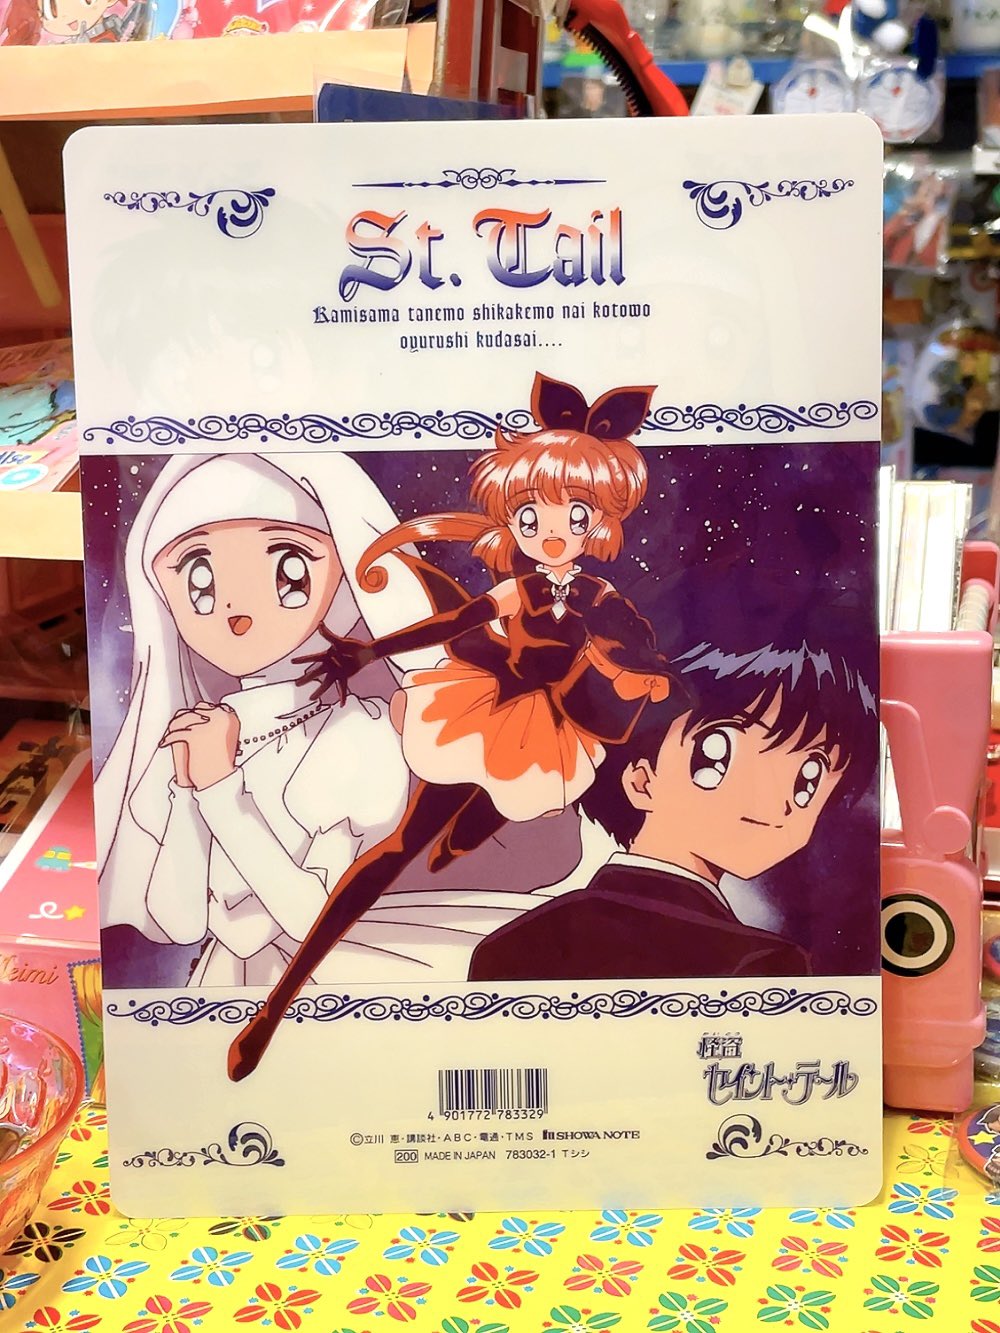 St. Tail
Kamisama tanemo shikakemo nai kotowo
oyurushi kudasai....
怪盗
セイント・テール
4 901772 783329
©立川 恵・講談社・ABC・電通・TMS SHOWA NOTE
200 MADE IN JAPAN 783032-1 Tシシ
eimi